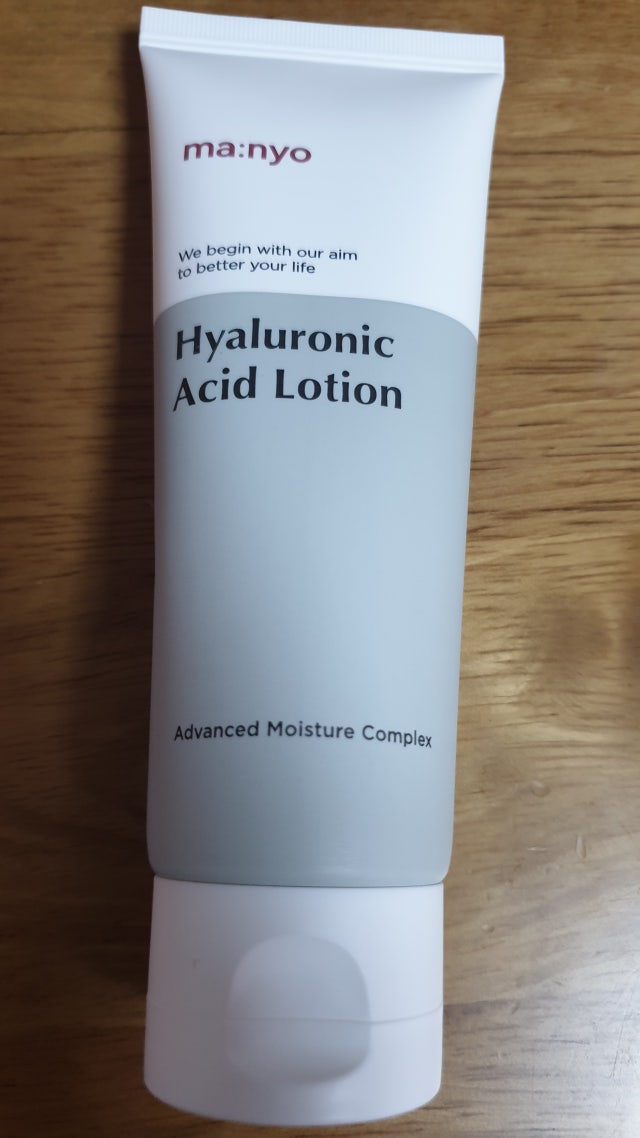 ma:nyo
We begin with our aim
to better your life
Hyaluronic
Acid Lotion
Advanced Moisture Complex